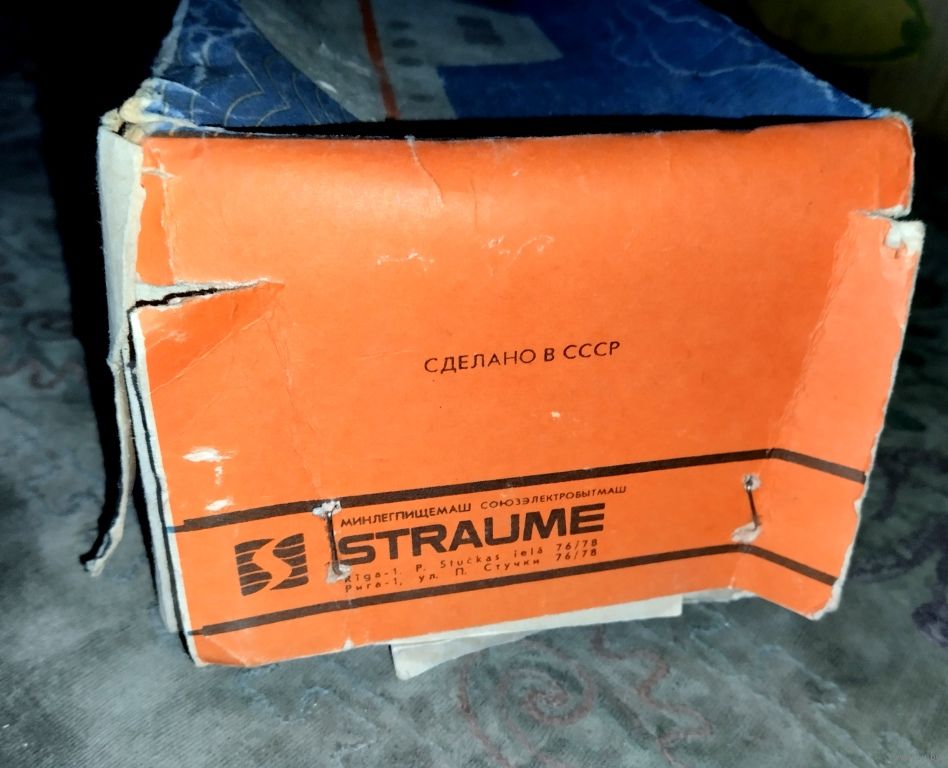 СДЕЛАНО В СССР
МИНЛЕГПИЩЕМАШ СОЮЗЭЛЕКТРОБЫТМАШ
STRAUME
Rīga-1, P. Stučkas ielā 76/78
Рига-1, ул. П. Стучки 76/78